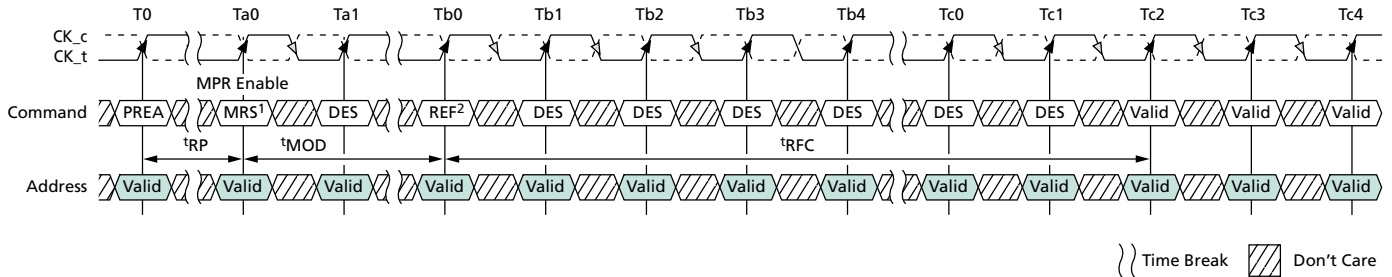 T0 Ta0 Ta1 Tb0 Tb1 Tb2 Tb3 Tb4 Tc0 Tc1 Tc2 Tc3 Tc4
CK_c
CK_t
MPR Enable
Command PREA MRS¹ DES REF² DES DES DES DES DES DES Valid Valid Valid
tRP tMOD tRFC
Address Valid Valid Valid Valid Valid Valid Valid Valid Valid Valid Valid Valid Valid
Time Break Don't Care